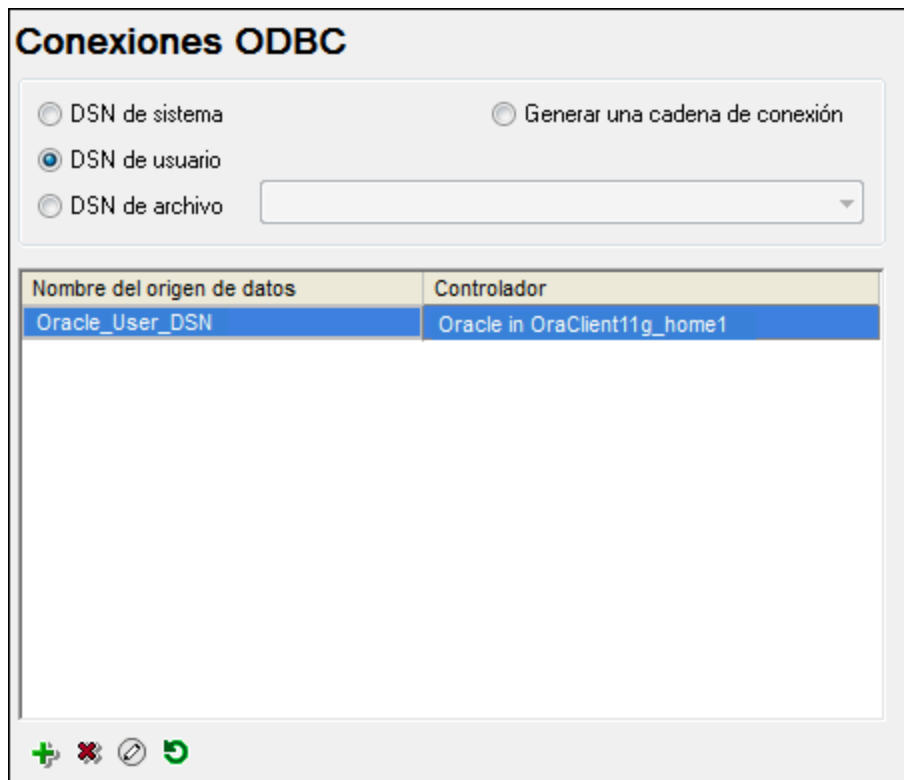 Conexiones ODBC
DSN de sistema
Generar una cadena de conexión
DSN de usuario
DSN de archivo
Nombre del origen de datos Controlador
Oracle_User_DSN Oracle in OraClient11g_home1